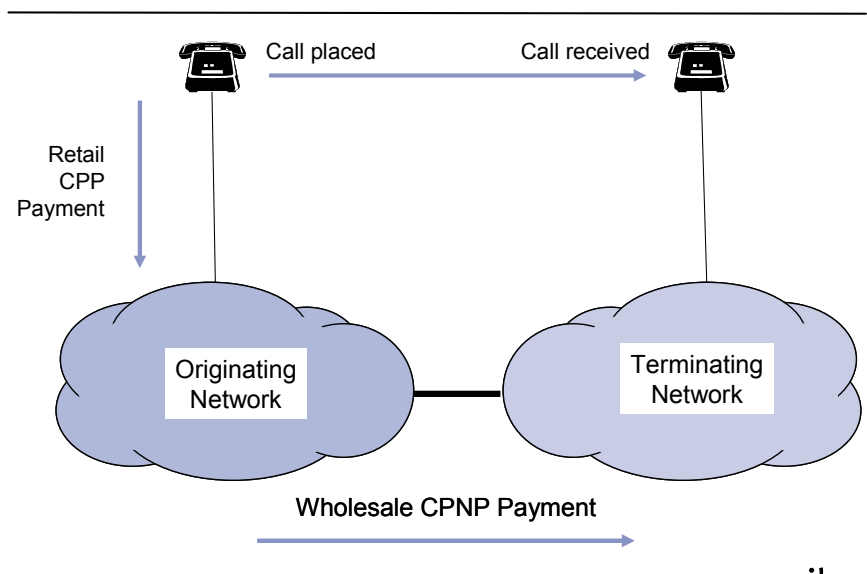 Call placed
Call received
Retail
CPP
Payment
Originating
Network
Terminating
Network
Wholesale CPNP Payment